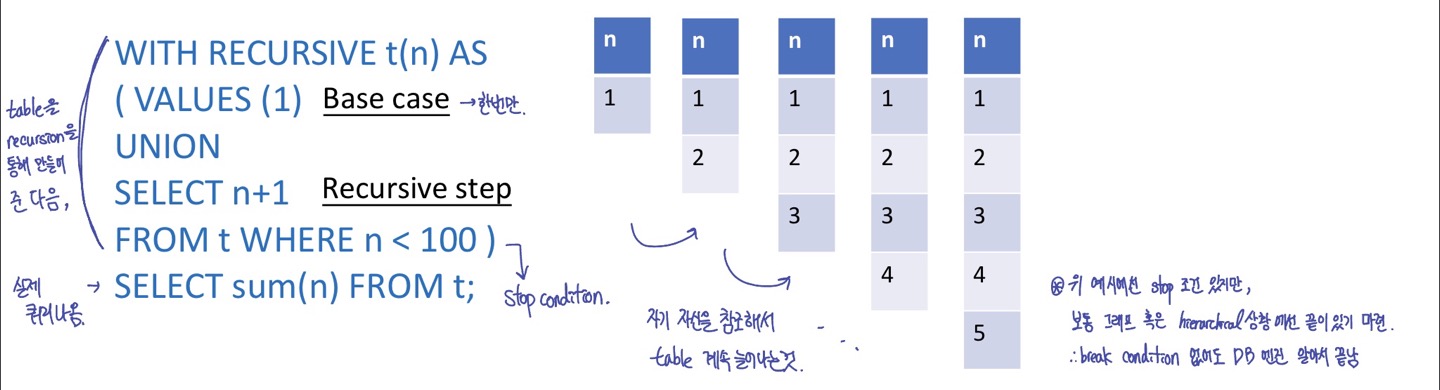 WITH RECURSIVE t(n) AS
( VALUES (1) Base case → 한번만.
UNION
SELECT n+1 Recursive step
FROM t WHERE n < 100 )
SELECT sum(n) FROM t;
table을
recursion을
통해 만들어
준 다음,
실제 →
쿼리 나옴.
stop condition.
n n n n n
1 1 1 1 1
2 2 2 2
3 3 3
4 4
5
자기 자신을 참조해서
table 계속 늘어나는것.
⊛ 위 예시에선 stop 조건 있지만,
보통 그래프 혹은 hierarchical 상황에선 끝이 있기 마련.
∴ break condition 없어도 DB 엔진 알아서 끝남